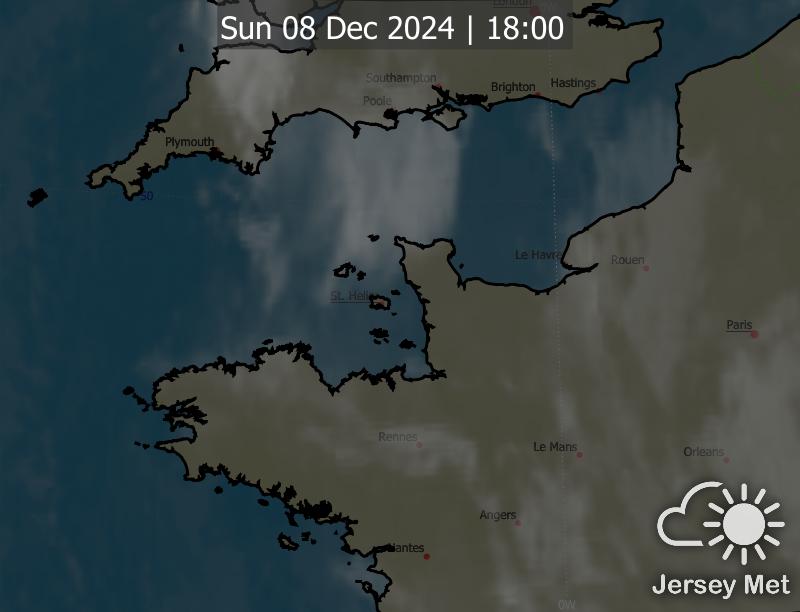 London
0W
Sun 08 Dec 2024 | 18:00
Southampton
Brighton
Hastings
Poole
Plymouth
50
Le Havre
Rouen
St. Helier
Paris
Rennes
Le Mans
Orleans
Angers
Nantes
Jersey Met
0W